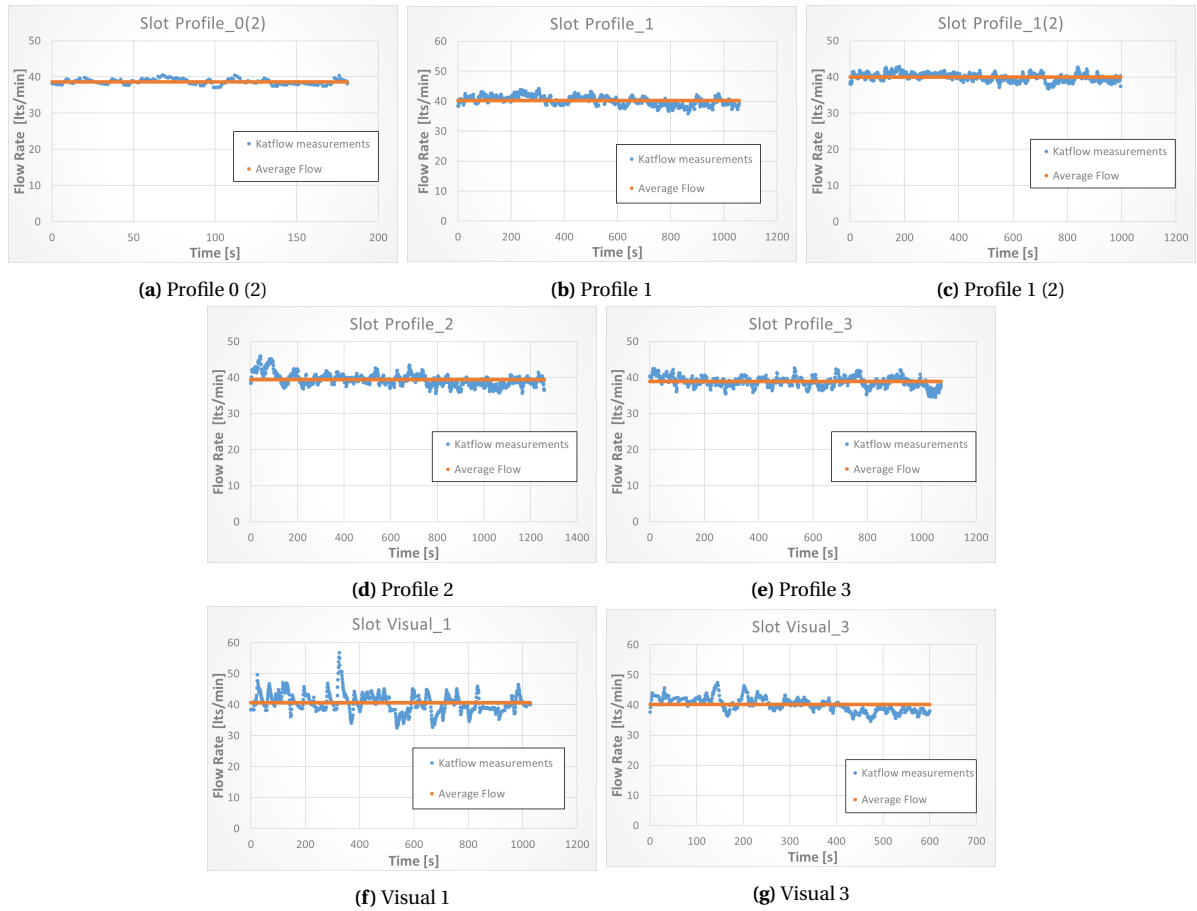 Slot Profile_0(2)
50
40
30
20
10
0
Flow Rate [lts/min]
Katflow measurements
Average Flow
0 50 100 150 200
Time [s]
(a) Profile 0 (2)
Slot Profile_1
60
50
40
30
20
10
0
Flow Rate [lts/min]
Katflow measurements
Average Flow
0 200 400 600 800 1000 1200
Time [s]
(b) Profile 1
Slot Profile_1(2)
50
40
30
20
10
0
Flow Rate [lts/min]
Katflow measurements
Average Flow
0 200 400 600 800 1000 1200
Time [s]
(c) Profile 1 (2)
Slot Profile_2
50
40
30
20
10
0
Flow Rate [lts/min]
Katflow measurements
Average Flow
0 200 400 600 800 1000 1200 1400
Time [s]
(d) Profile 2
Slot Profile_3
50
40
30
20
10
0
Flow Rate [lts/min]
Katflow measurements
Average Flow
0 200 400 600 800 1000 1200
Time [s]
(e) Profile 3
Slot Visual_1
60
50
40
30
20
10
0
Flow Rate [lts/min]
Katflow measurements
Average Flow
0 200 400 600 800 1000 1200
Time [s]
(f) Visual 1
Slot Visual_3
60
50
40
30
20
10
0
Flow Rate [lts/min]
Katflow measurements
Average Flow
0 100 200 300 400 500 600 700
Time [s]
(g) Visual 3